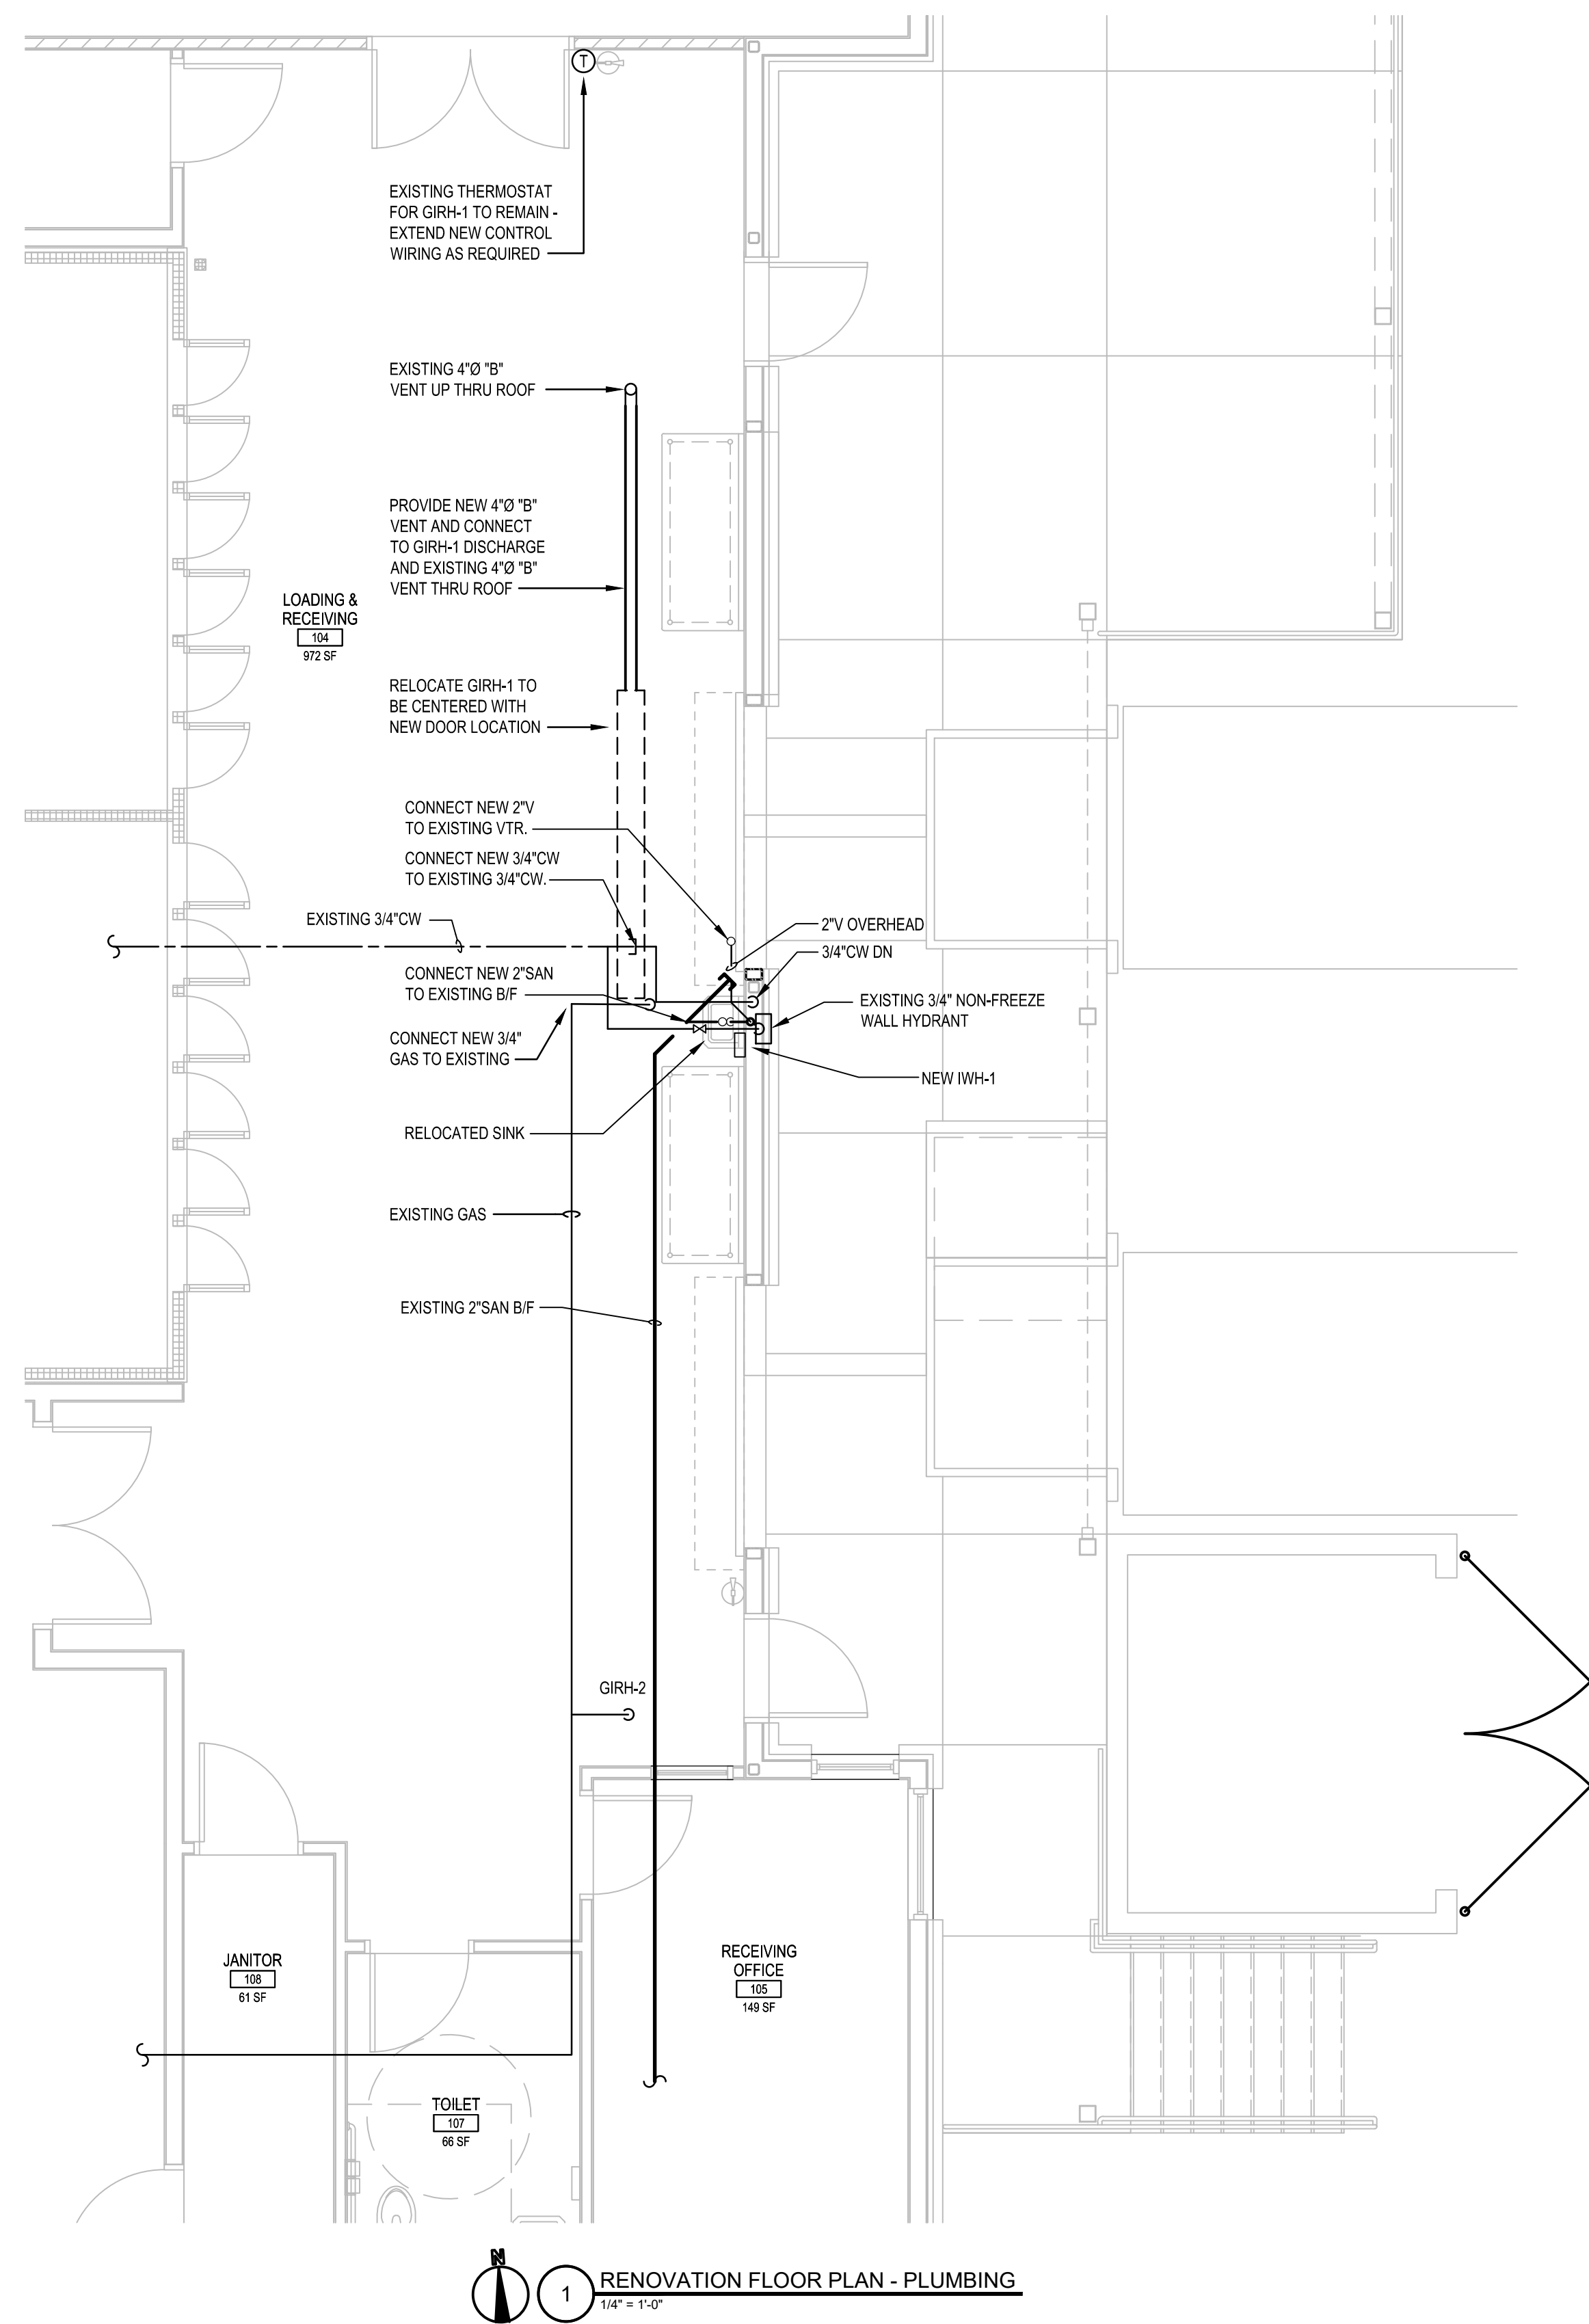 T
EXISTING THERMOSTAT
FOR GIRH-1 TO REMAIN -
EXTEND NEW CONTROL
WIRING AS REQUIRED
EXISTING 4"Ø "B"
VENT UP THRU ROOF
PROVIDE NEW 4"Ø "B"
VENT AND CONNECT
TO GIRH-1 DISCHARGE
AND EXISTING 4"Ø "B"
VENT THRU ROOF
LOADING &
RECEIVING
104
972 SF
RELOCATE GIRH-1 TO
BE CENTERED WITH
NEW DOOR LOCATION
CONNECT NEW 2"V
TO EXISTING VTR.
CONNECT NEW 3/4"CW
TO EXISTING 3/4"CW.
EXISTING 3/4"CW
2"V OVERHEAD
3/4"CW DN
CONNECT NEW 2"SAN
TO EXISTING B/F
EXISTING 3/4" NON-FREEZE
WALL HYDRANT
CONNECT NEW 3/4"
GAS TO EXISTING
NEW IWH-1
RELOCATED SINK
EXISTING GAS
EXISTING 2"SAN B/F
GIRH-2
RECEIVING
OFFICE
105
149 SF
JANITOR
108
61 SF
TOILET
107
66 SF
N
1
RENOVATION FLOOR PLAN - PLUMBING
1/4" = 1'-0"